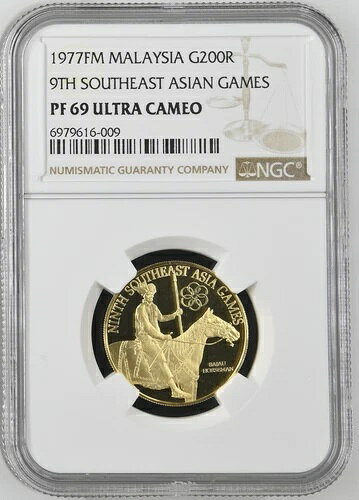 1977FM MALAYSIA G200R
9TH SOUTHEAST ASIAN GAMES
PF 69 ULTRA CAMEO
6979616-009
NUMISMATIC GUARANTY COMPANY
NGC®
NINTH SOUTHEAST ASIA GAMES
BAJAU
HORSEMAN